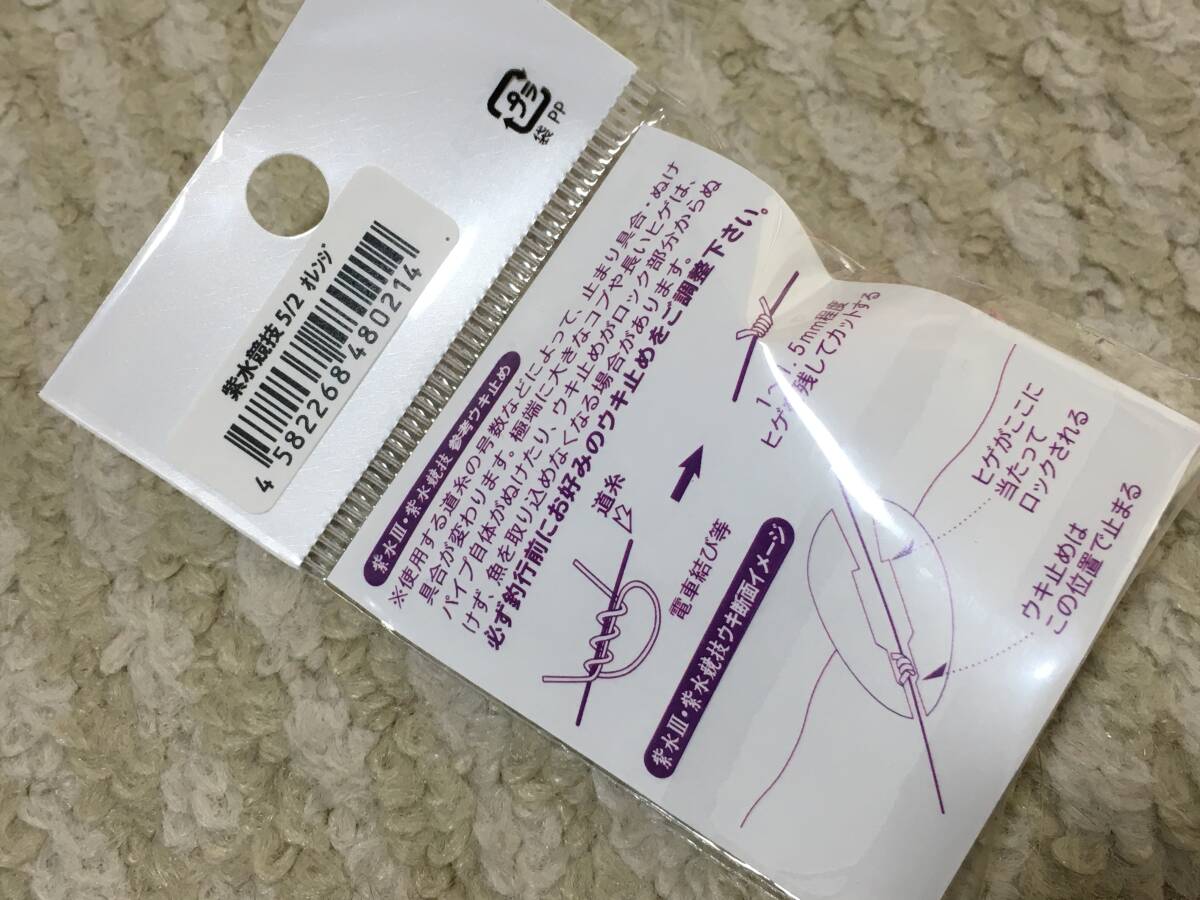 プラ
袋 PP
紫水競技 5/2 オレンジ
4 582268 480214
紫水Ⅲ・紫水競技 参考ウキ止め
※使用する道糸の号数などによって、止まり具合・ぬけ
具合が変わります。極端に大きなコブや長いヒゲは、
パイプ自体がぬけたり、ウキ止めがロック部分からぬ
けず、魚を取り込めなくなる場合があります。
必ず釣行前にお好みのウキ止めをご調整下さい。
道糸
電車結び等
1～1.5mm程度
ヒゲを残してカットする
紫水Ⅲ・紫水競技ウキ断面イメージ
ヒゲがここに
当たって
ロックされる
ウキ止めは
この位置で止まる